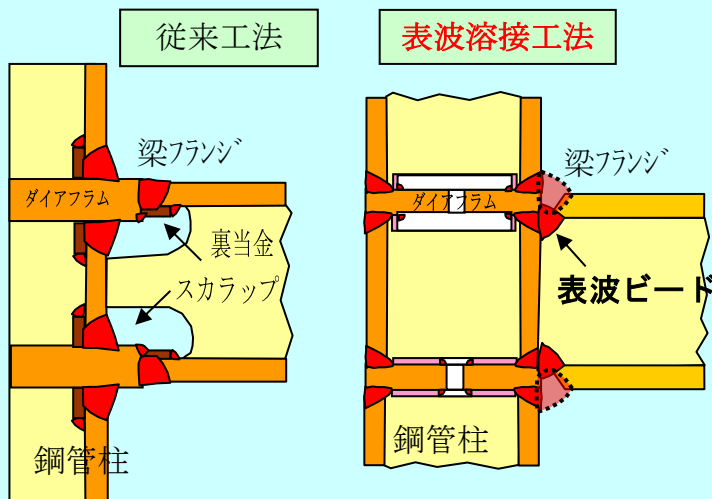 従来工法
表波溶接工法
梁フランジ
梁フランジ
ダイアフラム
ダイアフラム
裏当金
スカラップ
表波ビード
鋼管柱
鋼管柱